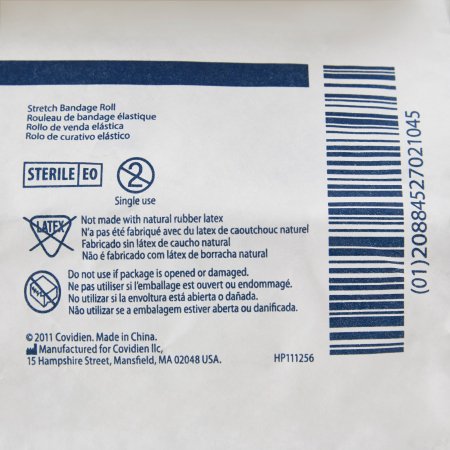 Stretch Bandage Roll
Rouleau de bandage élastique
Rollo de venda elástica
Rolo de curativo elástico
STERILE EO
2
Single use
LATEX
Not made with natural rubber latex
N'a pas été fabriqué avec du latex de caoutchouc naturel
Fabricado sin látex de caucho natural
Não é fabricado com látex de borracha natural
Do not use if package is opened or damaged.
Ne pas utiliser si l'emballage est ouvert ou endommagé.
No utilizar si la envoltura está abierta o dañada.
Não utilizar se a embalagem estiver aberta ou danificada.
© 2011 Covidien. Made in China.
Manufactured for Covidien llc,
15 Hampshire Street, Mansfield, MA 02048 USA.
HP111256
(01)20884527021045